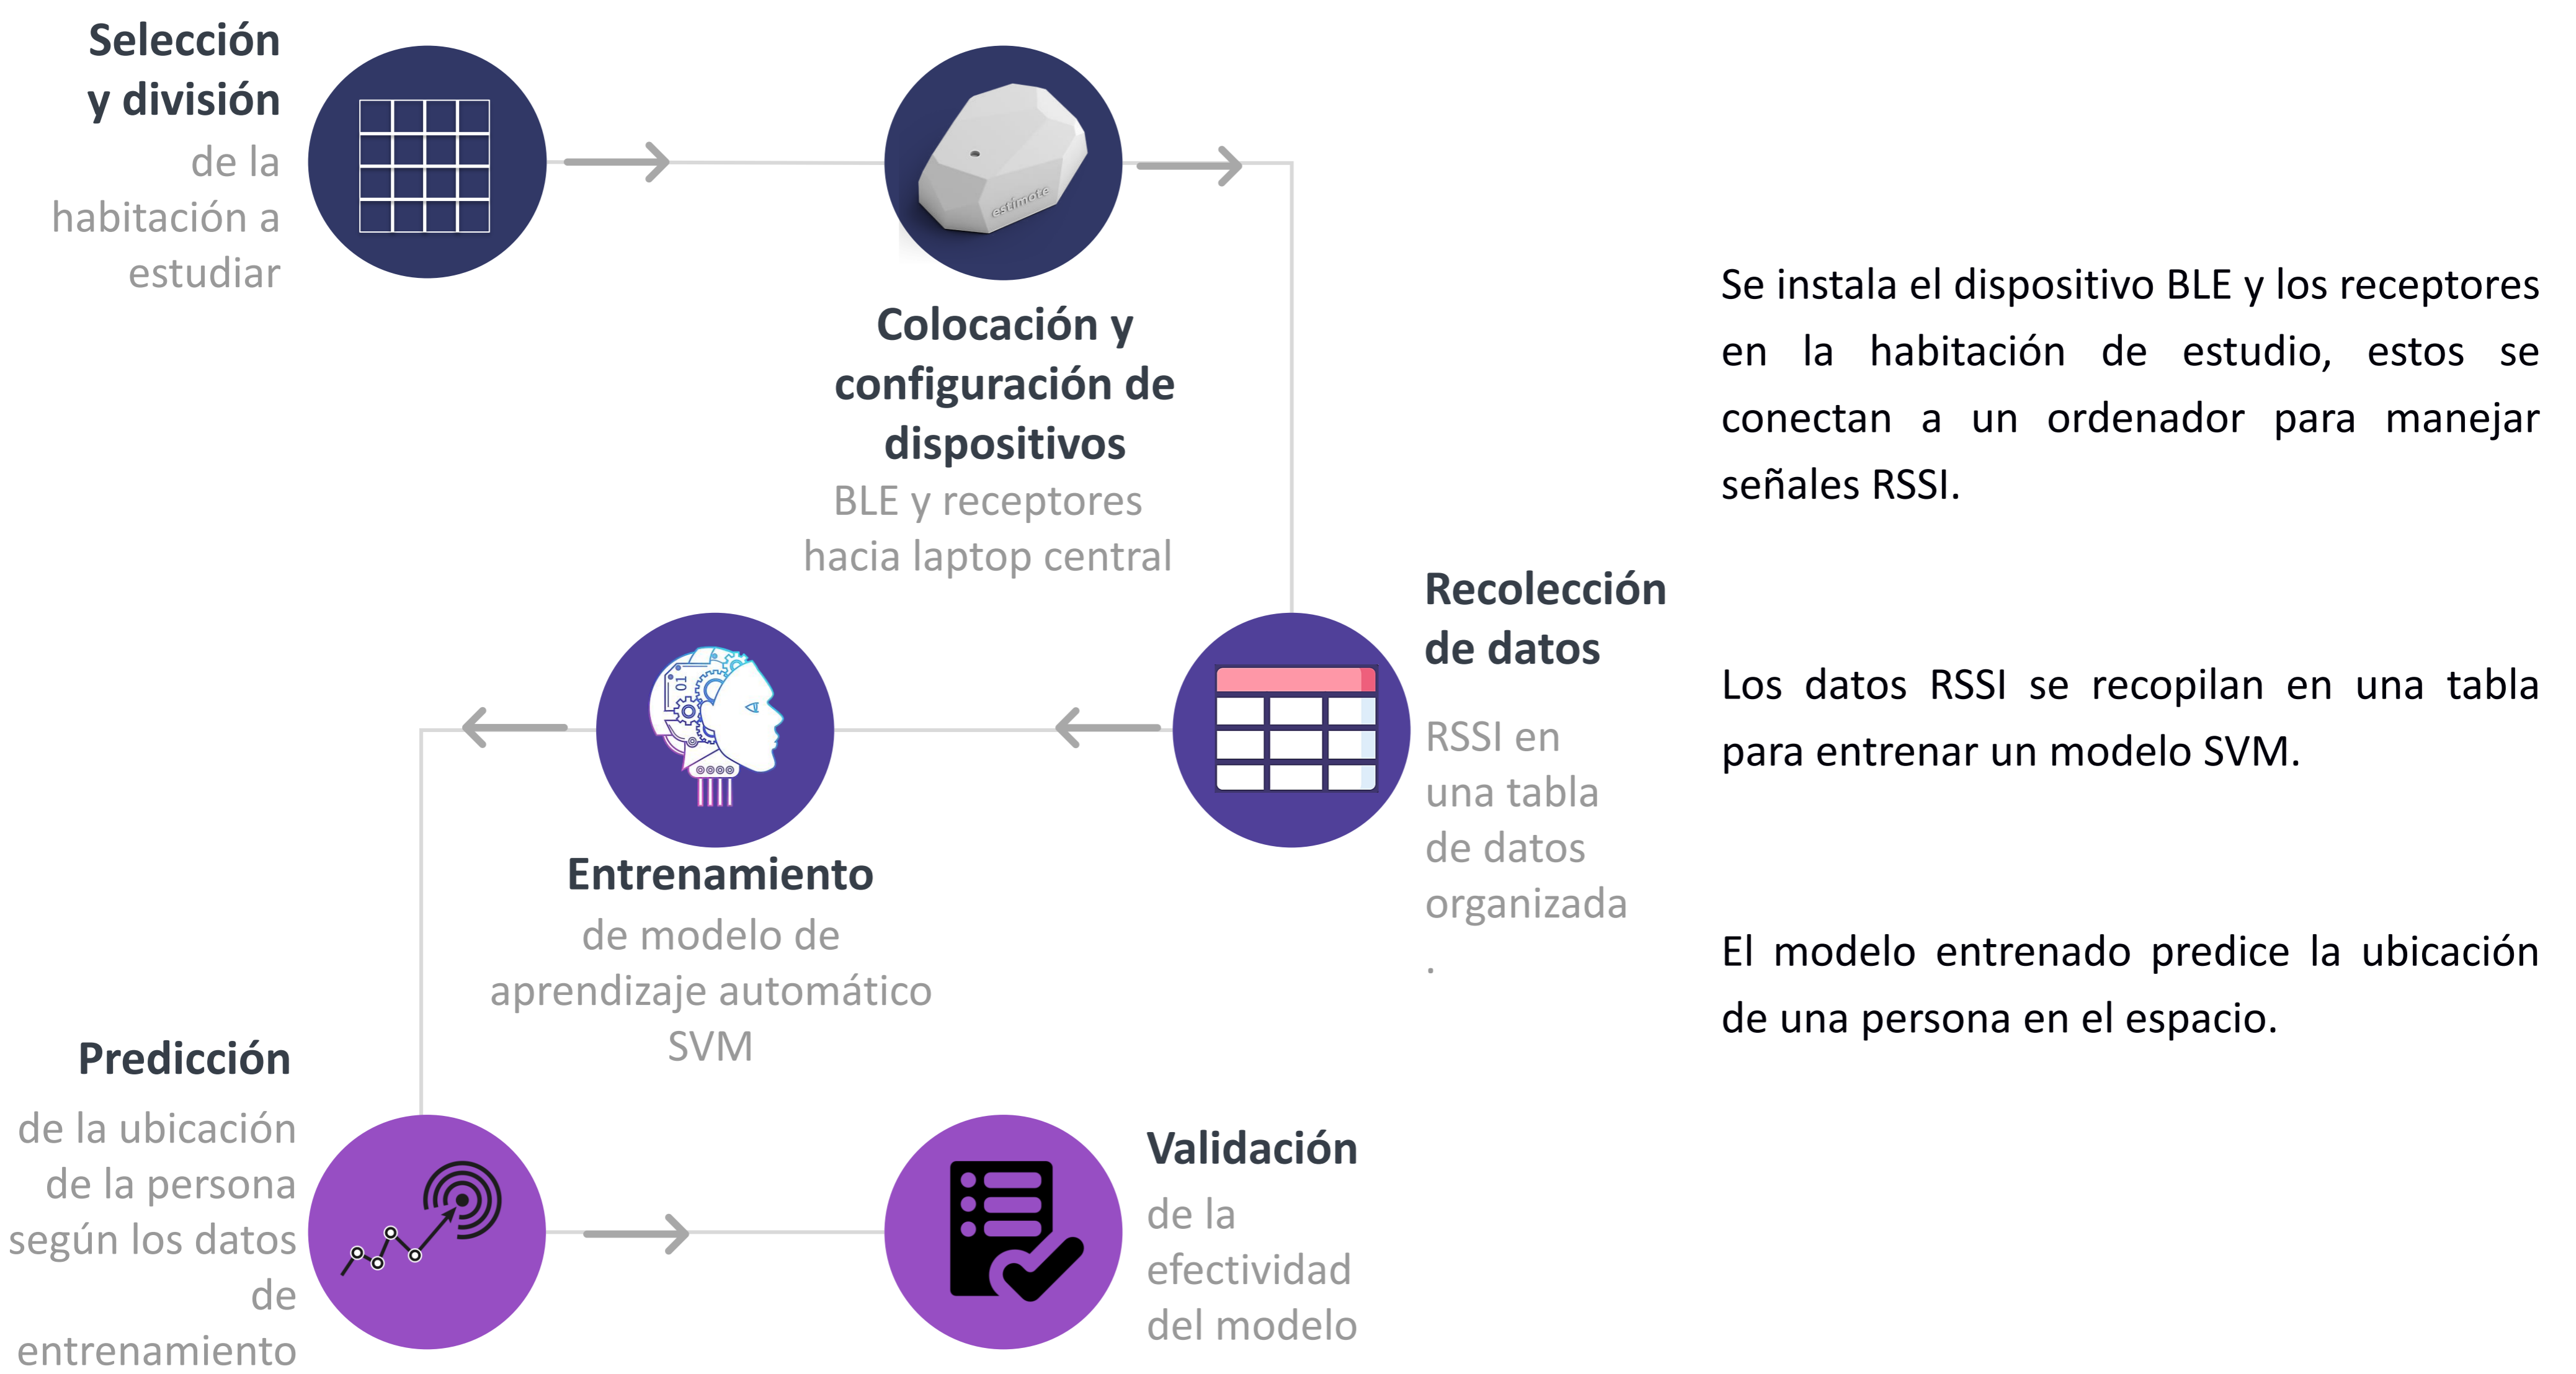 Selección
y división
de la
habitación a
estudiar
estimote
Colocación y
configuración de
dispositivos
BLE y receptores
hacia laptop central
Recolección
de datos
RSSI en
una tabla
de datos
organizada
.
01
Entrenamiento
de modelo de
aprendizaje automático
SVM
Predicción
de la ubicación
de la persona
según los datos
de
entrenamiento
Validación
de la
efectividad
del modelo
Se instala el dispositivo BLE y los receptores
en la habitación de estudio, estos se
conectan a un ordenador para manejar
señales RSSI.
Los datos RSSI se recopilan en una tabla
para entrenar un modelo SVM.
El modelo entrenado predice la ubicación
de una persona en el espacio.